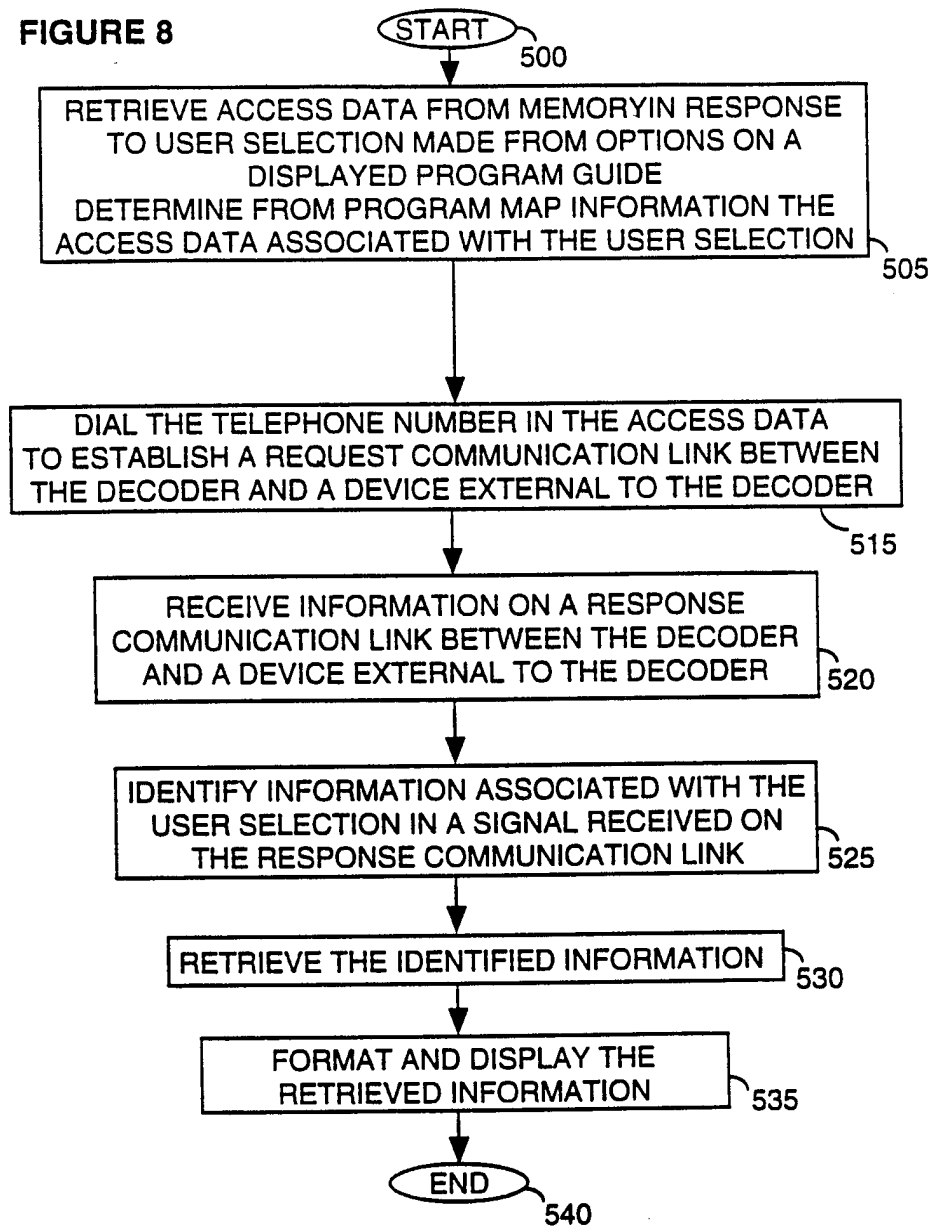 FIGURE 8
START
500
RETRIEVE ACCESS DATA FROM MEMORYIN RESPONSE
TO USER SELECTION MADE FROM OPTIONS ON A
DISPLAYED PROGRAM GUIDE
DETERMINE FROM PROGRAM MAP INFORMATION THE
ACCESS DATA ASSOCIATED WITH THE USER SELECTION
505
DIAL THE TELEPHONE NUMBER IN THE ACCESS DATA
TO ESTABLISH A REQUEST COMMUNICATION LINK BETWEEN
THE DECODER AND A DEVICE EXTERNAL TO THE DECODER
515
RECEIVE INFORMATION ON A RESPONSE
COMMUNICATION LINK BETWEEN THE DECODER
AND A DEVICE EXTERNAL TO THE DECODER
520
IDENTIFY INFORMATION ASSOCIATED WITH THE
USER SELECTION IN A SIGNAL RECEIVED ON
THE RESPONSE COMMUNICATION LINK
525
RETRIEVE THE IDENTIFIED INFORMATION
530
FORMAT AND DISPLAY THE
RETRIEVED INFORMATION
535
END
540